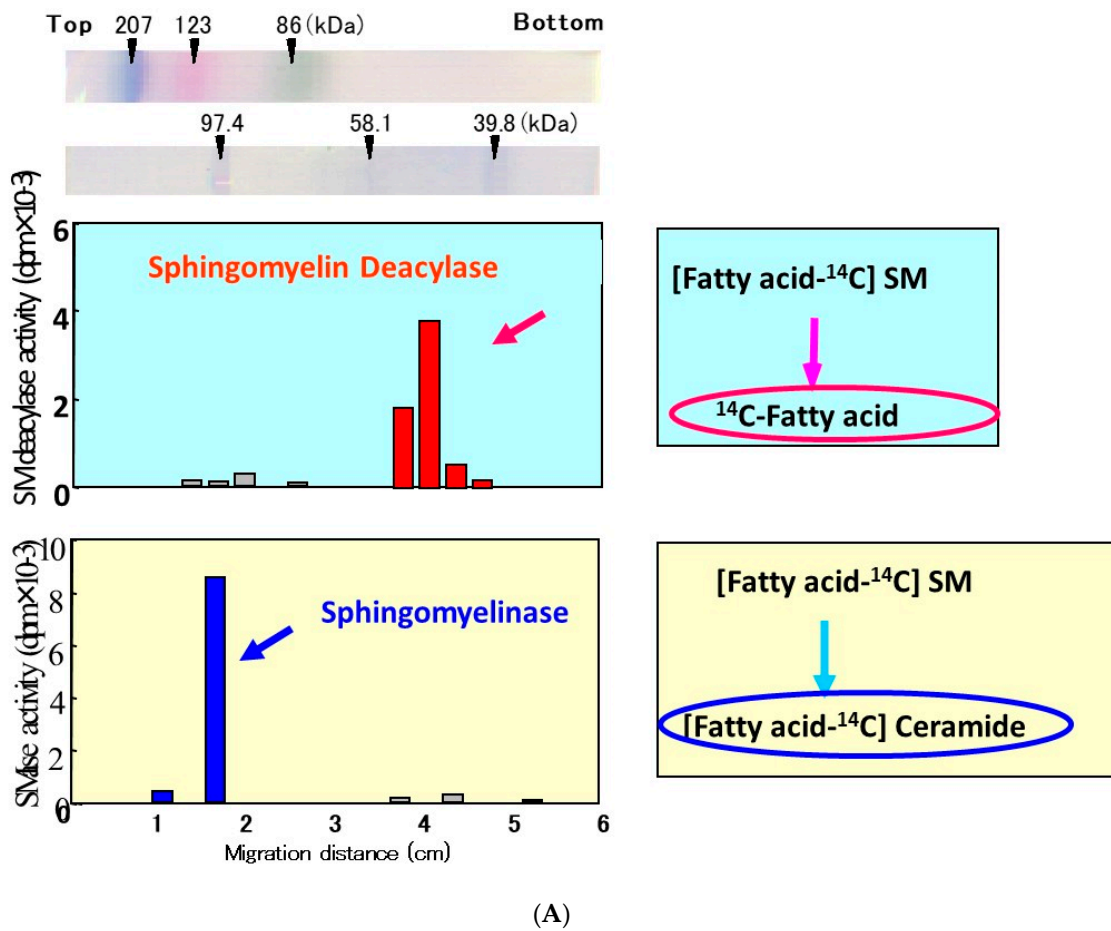 Top 207 123 86(kDa) Bottom
97.4 58.1 39.8(kDa)
SM deacylase activity (dpm×10-3)
6
4
2
0
Sphingomyelin Deacylase
[Fatty acid-¹⁴C] SM
¹⁴C-Fatty acid
SMase activity (dpm×10-3)
10
8
6
4
2
0
Sphingomyelinase
[Fatty acid-¹⁴C] SM
[Fatty acid-¹⁴C] Ceramide
1 2 3 4 5 6
Migration distance (cm)
(A)